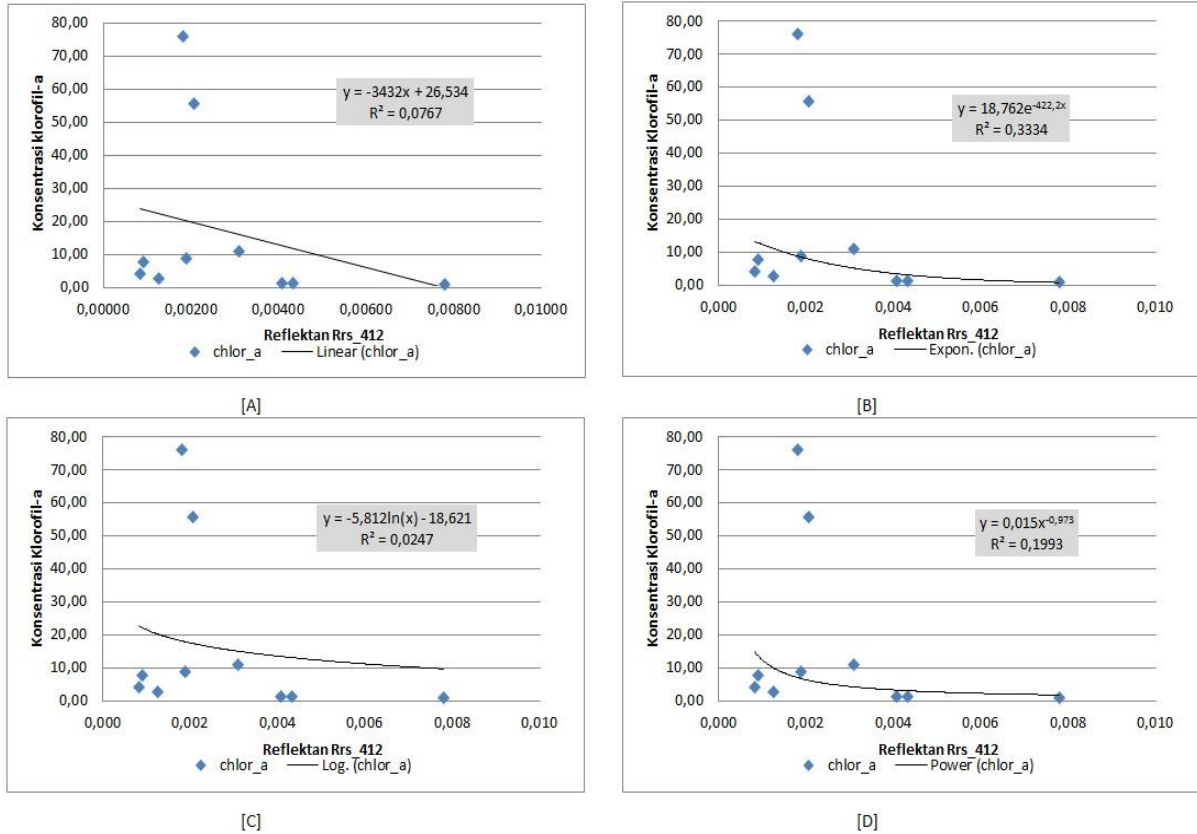 80,00
70,00
60,00
50,00
40,00
30,00
20,00
10,00
0,00
Konsentrasi Klorofil-a
y = -3432x + 26,534
R² = 0,0767
0,00000 0,00200 0,00400 0,00600 0,00800 0,01000
Reflektan Rrs_412
chlor_a Linear (chlor_a)
[A]
80,00
70,00
60,00
50,00
40,00
30,00
20,00
10,00
0,00
Konsentrasi Klorofil-a
y = 18,762e^-422,2x
R² = 0,3334
0,000 0,002 0,004 0,006 0,008 0,010
Reflektan Rrs_412
chlor_a Expon. (chlor_a)
[B]
80,00
70,00
60,00
50,00
40,00
30,00
20,00
10,00
0,00
Konsentrasi Klorofil-a
y = -5,812ln(x) - 18,621
R² = 0,0247
0,000 0,002 0,004 0,006 0,008 0,010
Reflektan Rrs_412
chlor_a Log. (chlor_a)
[C]
80,00
70,00
60,00
50,00
40,00
30,00
20,00
10,00
0,00
Konsentrasi Klorofil-a
y = 0,015x^-0,973
R² = 0,1993
0,000 0,002 0,004 0,006 0,008 0,010
Reflektan Rrs_412
chlor_a Power (chlor_a)
[D]